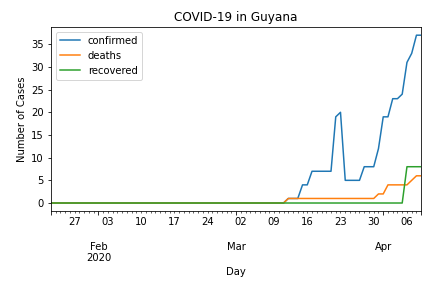 COVID-19 in Guyana
confirmed
deaths
recovered
Number of Cases
35
30
25
20
15
10
5
0
27 03 10 17 24 02 09 16 23 30 06
Feb Mar Apr
2020
Day